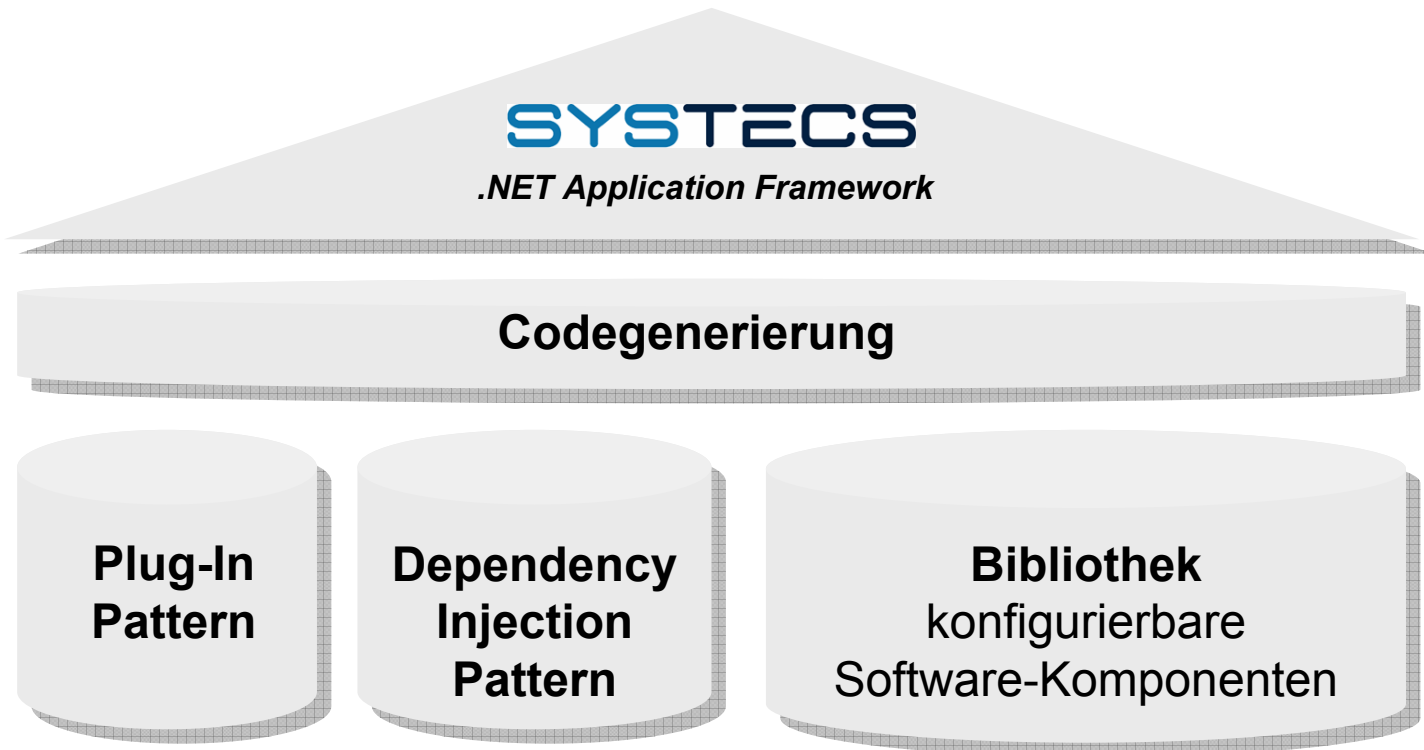 SYSTECS
.NET Application Framework
Codegenerierung
Plug-In
Pattern
Dependency
Injection
Pattern
Bibliothek
konfigurierbare
Software-Komponenten